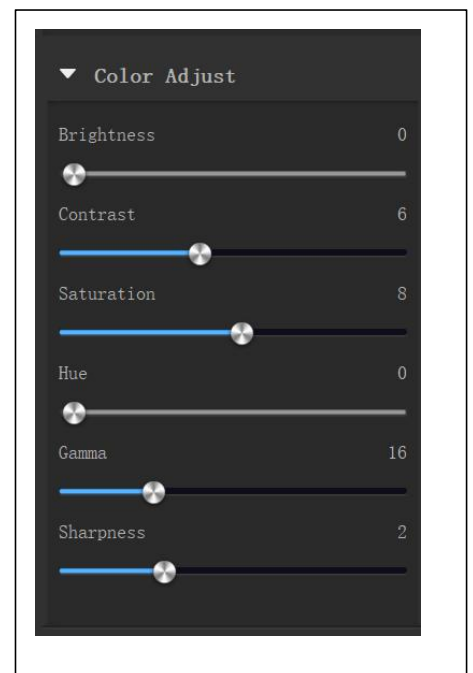 Color Adjust
Brightness 0
Contrast 6
Saturation 8
Hue 0
Gamma 16
Sharpness 2